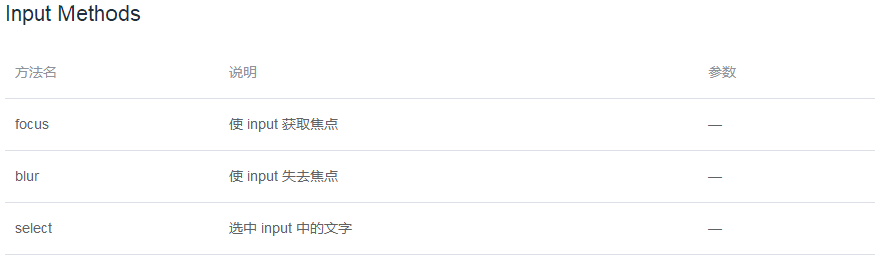 Input Methods
方法名 说明 参数
focus 使 input 获取焦点 —
blur 使 input 失去焦点 —
select 选中 input 中的文字 —